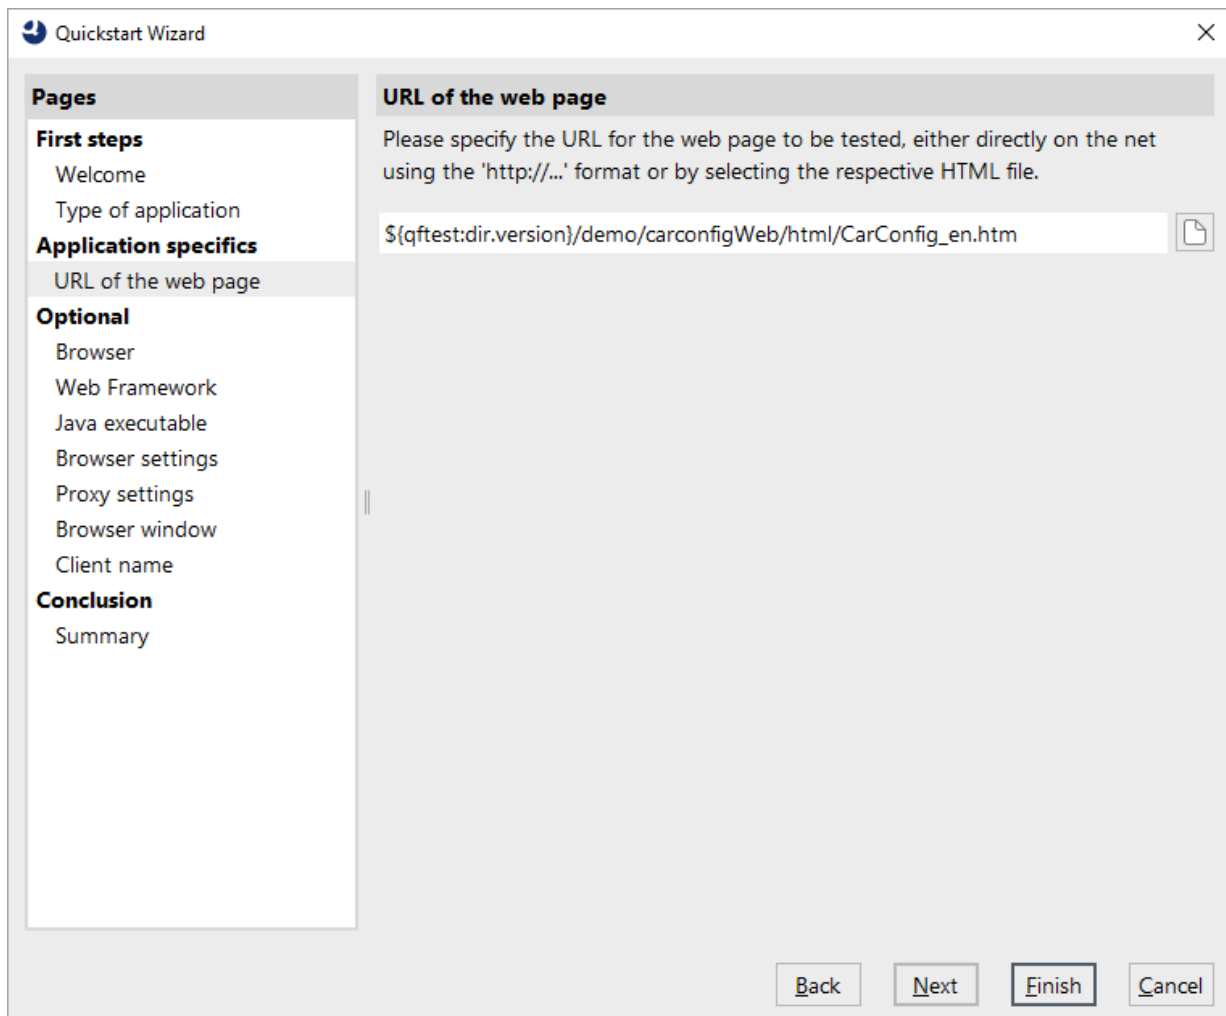 Quickstart Wizard
Pages
First steps
Welcome
Type of application
Application specifics
URL of the web page
Optional
Browser
Web Framework
Java executable
Browser settings
Proxy settings
Browser window
Client name
Conclusion
Summary
URL of the web page
Please specify the URL for the web page to be tested, either directly on the net
using the 'http://...' format or by selecting the respective HTML file.
${qftest:dir.version}/demo/carconfigWeb/html/CarConfig_en.htm
Back Next Finish Cancel